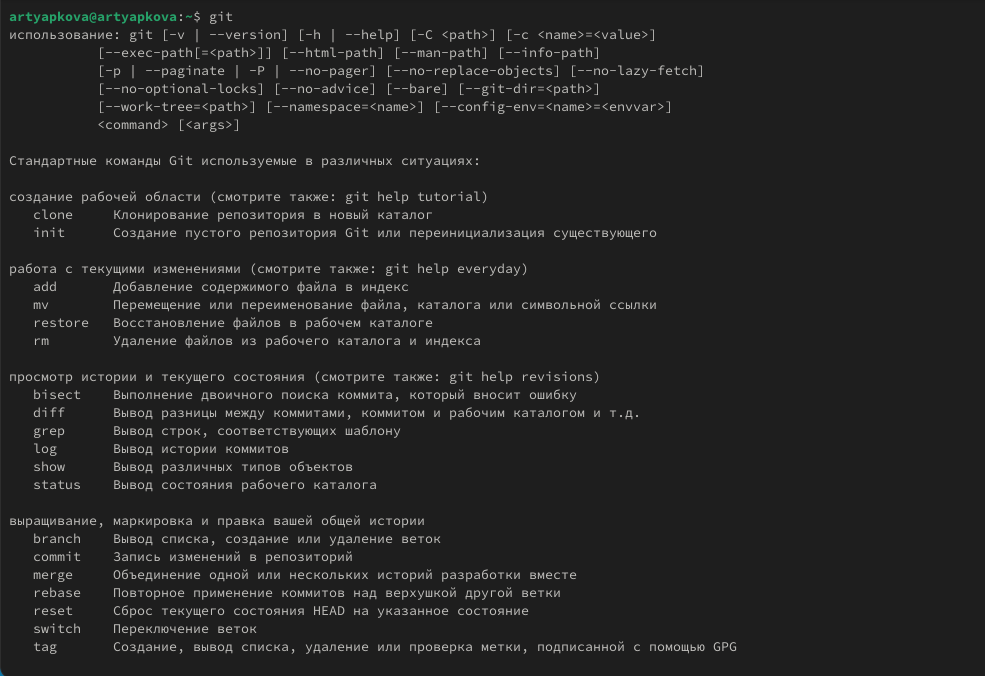 artyapkova@artyapkova:~$ git
использование: git [-v | --version] [-h | --help] [-C <path>] [-c <name>=<value>]
           [--exec-path[=<path>]] [--html-path] [--man-path] [--info-path]
           [-p | --paginate | -P | --no-pager] [--no-replace-objects] [--no-lazy-fetch]
           [--no-optional-locks] [--no-advice] [--bare] [--git-dir=<path>]
           [--work-tree=<path>] [--namespace=<name>] [--config-env=<name>=<envvar>]
           <command> [<args>]

Стандартные команды Git используемые в различных ситуациях:

создание рабочей области (смотрите также: git help tutorial)
   clone     Клонирование репозитория в новый каталог
   init      Создание пустого репозитория Git или переинициализация существующего

работа с текущими изменениями (смотрите также: git help everyday)
   add       Добавление содержимого файла в индекс
   mv        Перемещение или переименование файла, каталога или символьной ссылки
   restore   Восстановление файлов в рабочем каталоге
   rm        Удаление файлов из рабочего каталога и индекса

просмотр истории и текущего состояния (смотрите также: git help revisions)
   bisect    Выполнение двоичного поиска коммита, который вносит ошибку
   diff      Вывод разницы между коммитами, коммитом и рабочим каталогом и т.д.
   grep      Вывод строк, соответствующих шаблону
   log       Вывод истории коммитов
   show      Вывод различных типов объектов
   status    Вывод состояния рабочего каталога

выращивание, маркировка и правка вашей общей истории
   branch    Вывод списка, создание или удаление веток
   commit    Запись изменений в репозиторий
   merge     Объединение одной или нескольких историй разработки вместе
   rebase    Повторное применение коммитов над верхушкой другой ветки
   reset     Сброс текущего состояния HEAD на указанное состояние
   switch    Переключение веток
   tag       Создание, вывод списка, удаление или проверка метки, подписанной с помощью GPG